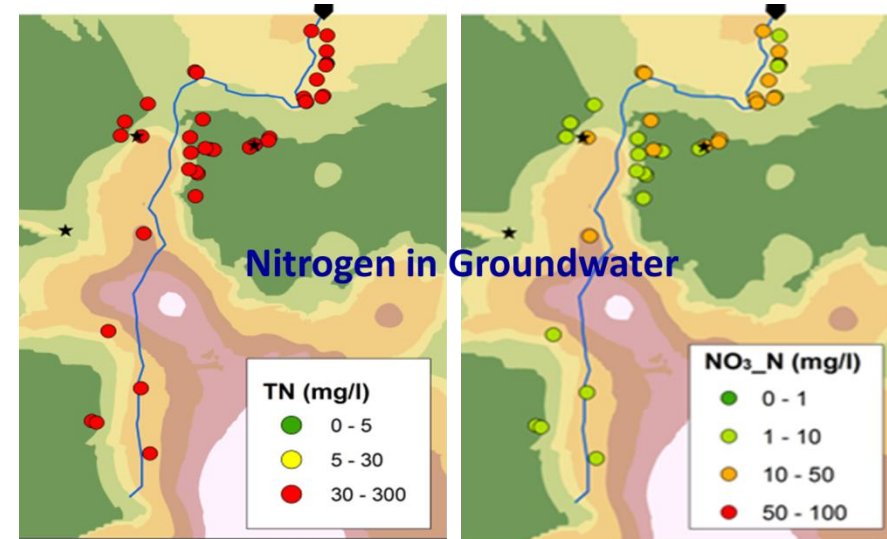 Nitrogen in Groundwater
TN (mg/l)
0 - 5
5 - 30
30 - 300
NO₃_N (mg/l)
0 - 1
1 - 10
10 - 50
50 - 100